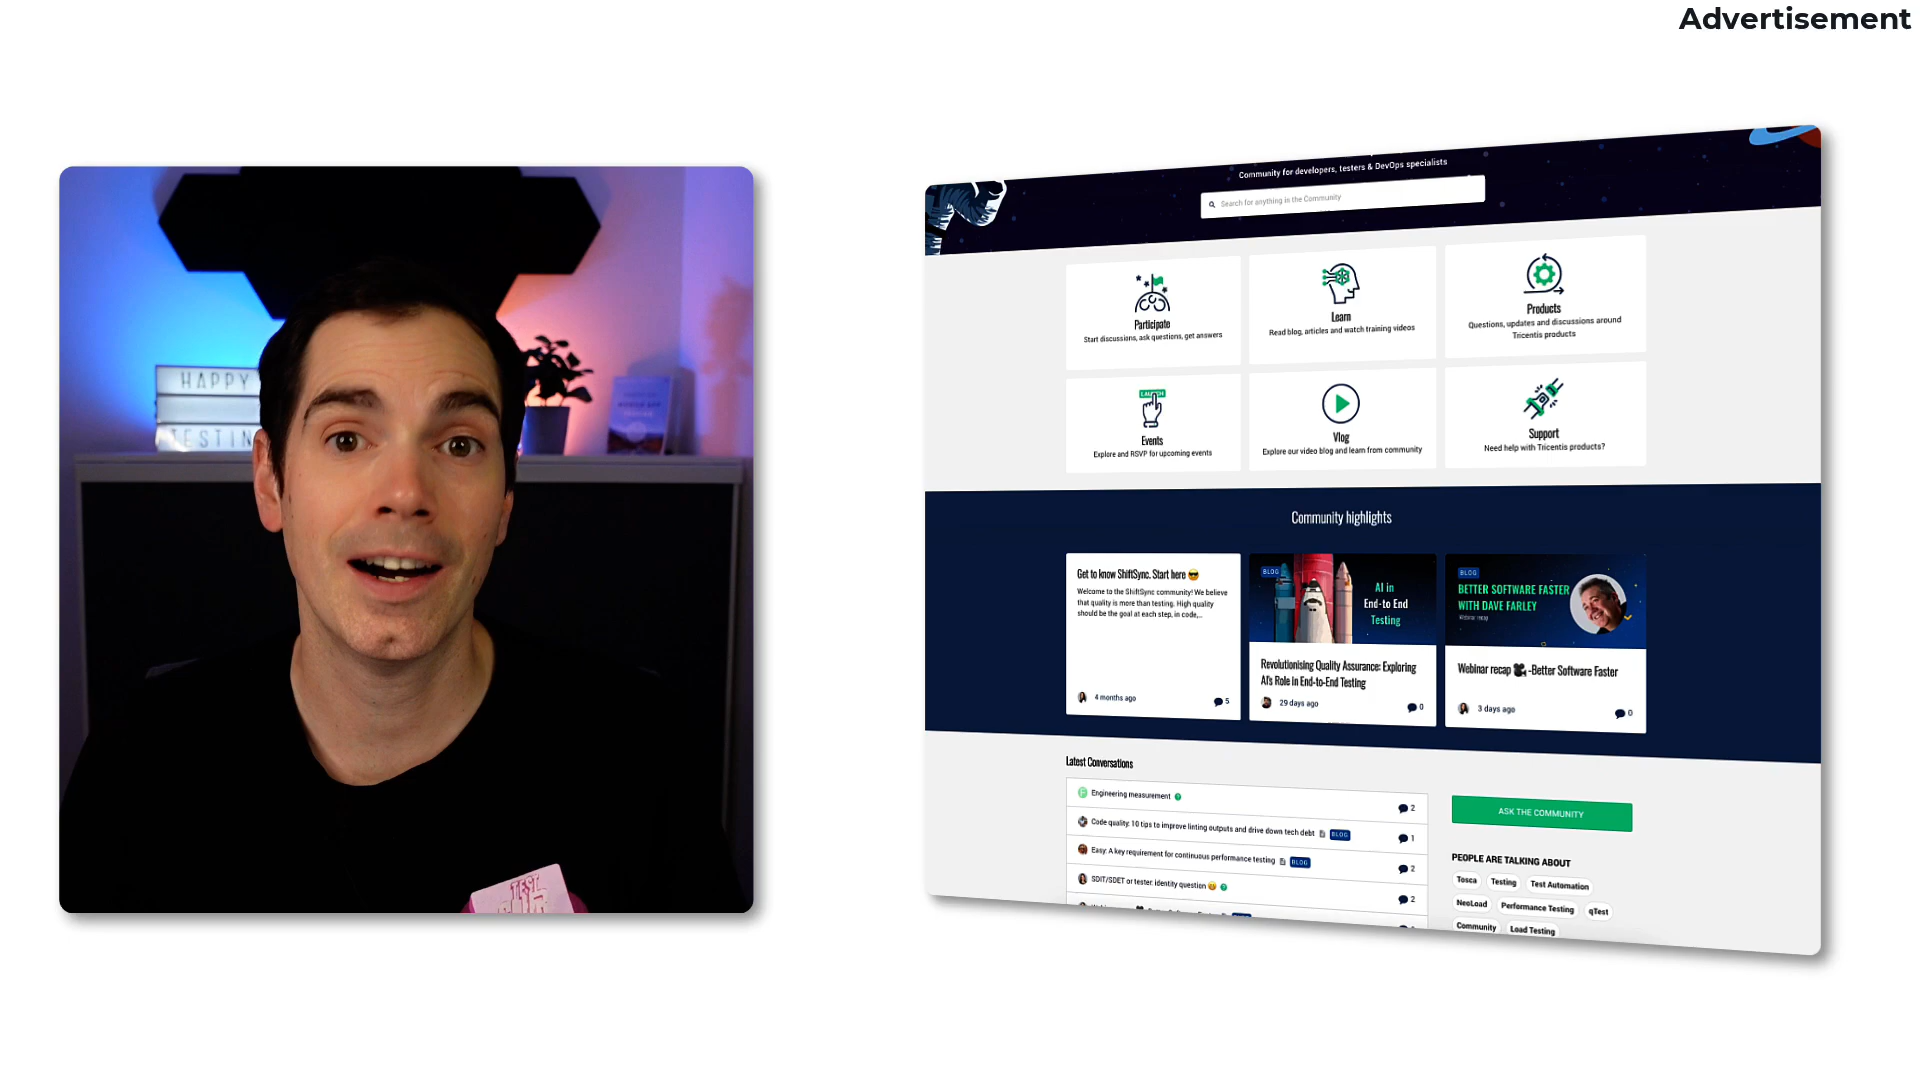 Advertisement
HAPPY
TESTIN
TEST
Community for developers, testers & DevOps specialists
Search for anything in the Community
Participate
Start discussions, ask questions, get answers
Learn
Read blog, articles and watch training videos
Products
Questions, updates and discussions around
Tricentis products
Events
Explore and RSVP for upcoming events
Vlog
Explore our video blog and learn from community
Support
Need help with Tricentis products?
Community highlights
Get to know ShiftSync. Start here 😎
Welcome to the ShiftSync community! We believe
that quality is more than testing. High quality
should be the goal at each step, in code,...
4 months ago
5
BLOG
AI in
End-to End
Testing
Revolutionising Quality Assurance: Exploring
AI's Role in End-to-End Testing
29 days ago
0
BLOG
BETTER SOFTWARE FASTER
WITH DAVE FARLEY
Webinar recap
Webinar recap 📽 -Better Software Faster
3 days ago
0
Latest Conversations
Engineering measurement
2
Code quality: 10 tips to improve linting outputs and drive down tech debt BLOG
1
Easy: A key requirement for continuous performance testing BLOG
2
SDIT/SDET or tester: identity question
2
ASK THE COMMUNITY
PEOPLE ARE TALKING ABOUT
Tosca Testing Test Automation
NeoLoad Performance Testing qTest
Community Load Testing